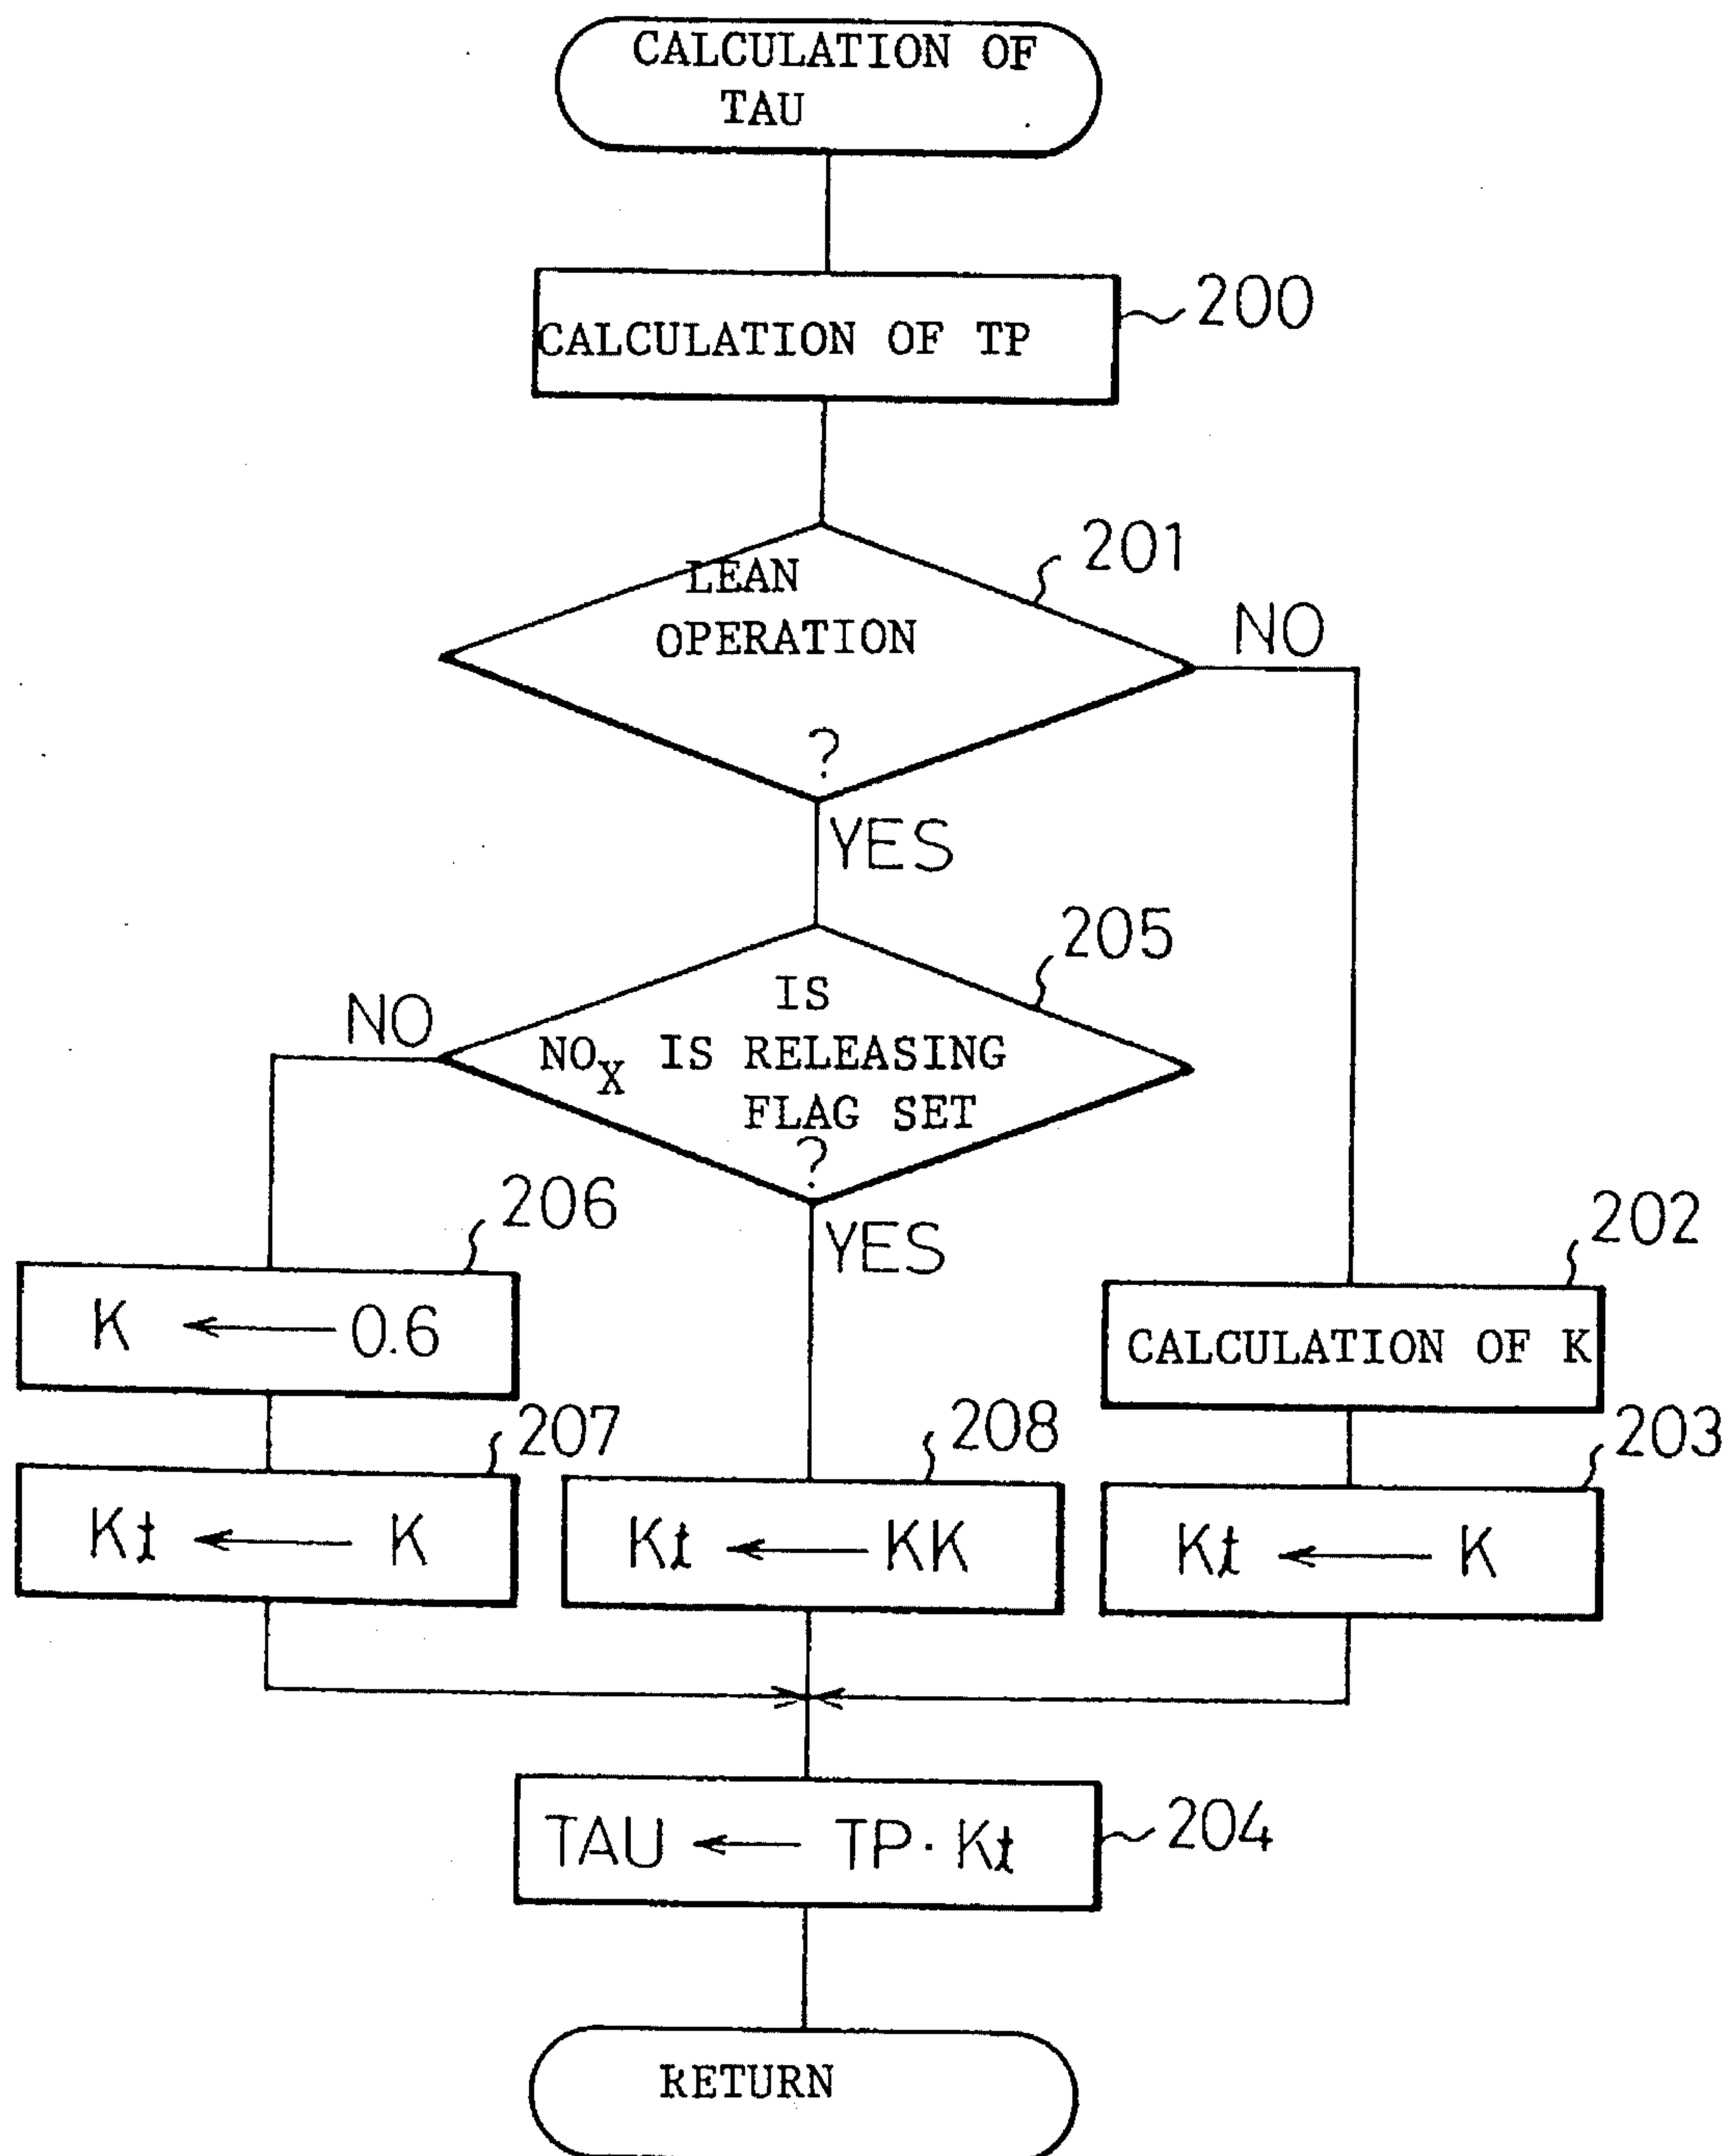 CALCULATION OF
TAU
CALCULATION OF TP
200
LEAN
OPERATION
?
201
NO
YES
IS
NOX IS RELEASING
FLAG SET
?
205
NO
YES
206
K ← 0.6
202
CALCULATION OF K
207
Kt ← K
208
Kt ← KK
203
Kt ← K
TAU ← TP · Kt
204
RETURN